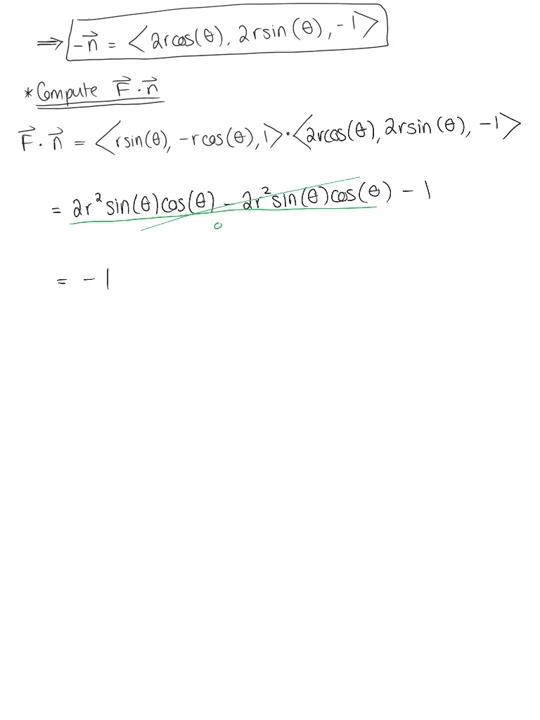 ⟹ -n⃗ = <2rcos(θ), 2rsin(θ), -1>
*Compute F⃗·n⃗
F⃗·n⃗ = <rsin(θ), -rcos(θ), 1>·<2rcos(θ), 2rsin(θ), -1>
= 2r²sin(θ)cos(θ) - 2r²sin(θ)cos(θ) - 1
0
= -1